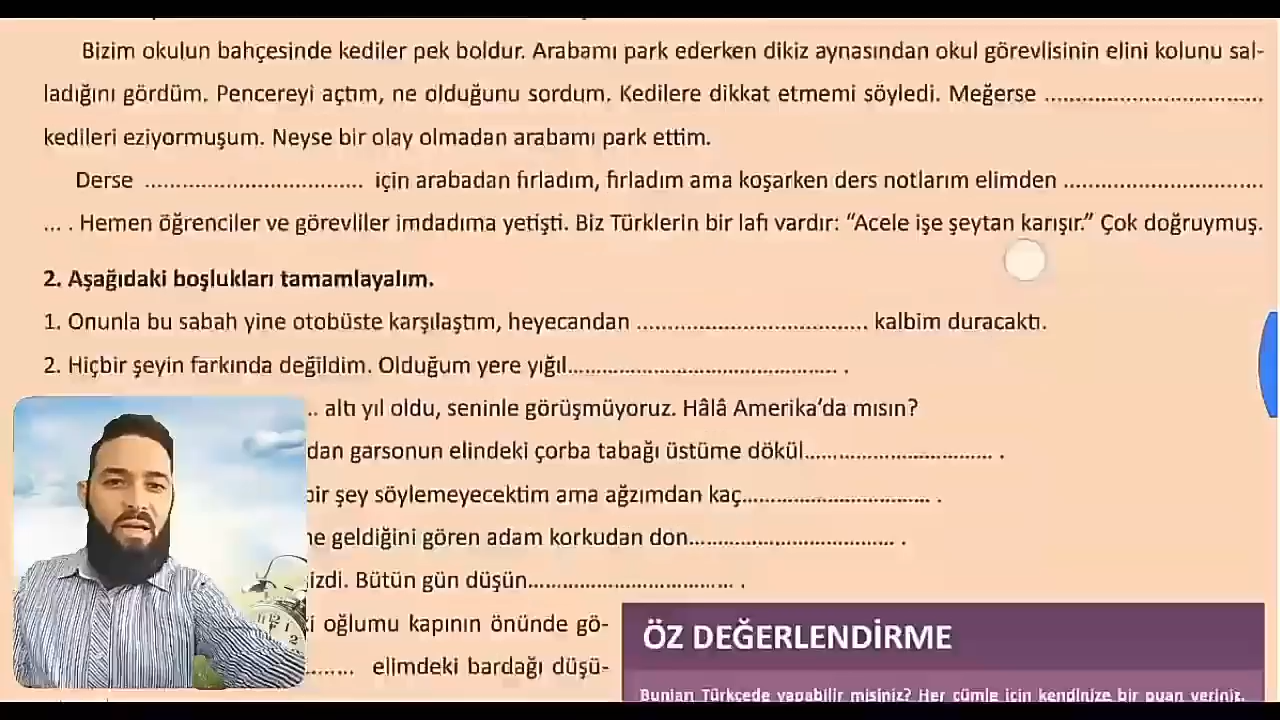 Bizim okulun bahçesinde kediler pek boldur. Arabamı park ederken dikiz aynasından okul görevlisinin elini kolunu sal-
ladığını gördüm. Pencereyi açtım, ne olduğunu sordum. Kedilere dikkat etmemi söyledi. Meğerse ...................................
kedileri eziyormuşum. Neyse bir olay olmadan arabamı park ettim.
Derse ................................... için arabadan fırladım, fırladım ama koşarken ders notlarım elimden ................................
... . Hemen öğrenciler ve görevliler imdadıma yetişti. Biz Türklerin bir lafı vardır: “Acele işe şeytan karışır.” Çok doğruymuş.
2. Aşağıdaki boşlukları tamamlayalım.
1. Onunla bu sabah yine otobüste karşılaştım, heyecandan ..................................... kalbim duracaktı.
2. Hiçbir şeyin farkında değildim. Olduğum yere yığıl........................................... .
.. altı yıl oldu, seninle görüşmüyoruz. Hâlâ Amerika’da mısın?
dan garsonun elindeki çorba tabağı üstüme dökül.............................. .
bir şey söylemeyecektim ama ağzımdan kaç.............................. .
ne geldiğini gören adam korkudan don................................. .
izdi. Bütün gün düşün................................. .
ki oğlumu kapının önünde gö-
........ elimdeki bardağı düşü-
ÖZ DEĞERLENDİRME
Bunları Türkçede yapabilir misiniz? Her cümle için kendinize bir puan veriniz.